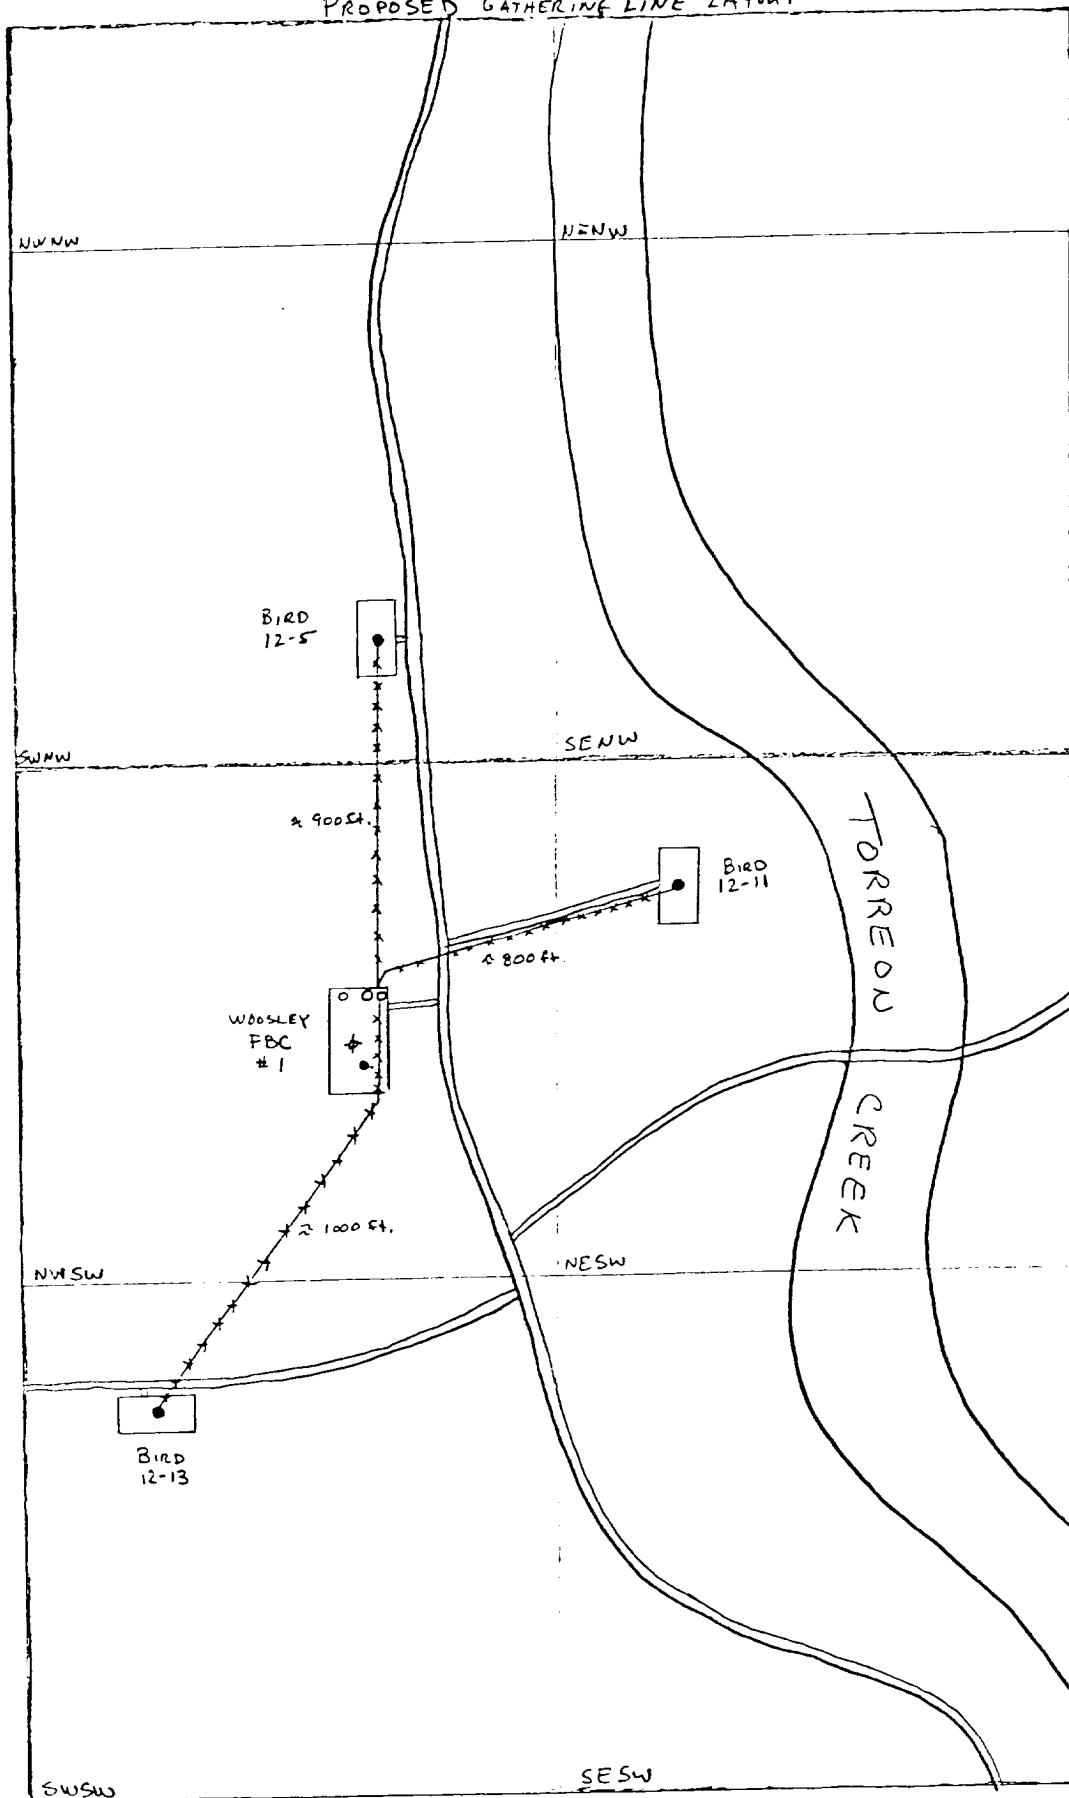 PROPOSED GATHERING LINE LAYOUT
NWNW
NENW
BIRD
12-5
SWNW
SENW
≈ 900 ft.
BIRD
12-11
≈ 800 ft.
TORREON
CREEK
WOOSLEY
FBC
# 1
≈ 1000 ft.
NWSW
NESW
BIRD
12-13
SWSW
SESW